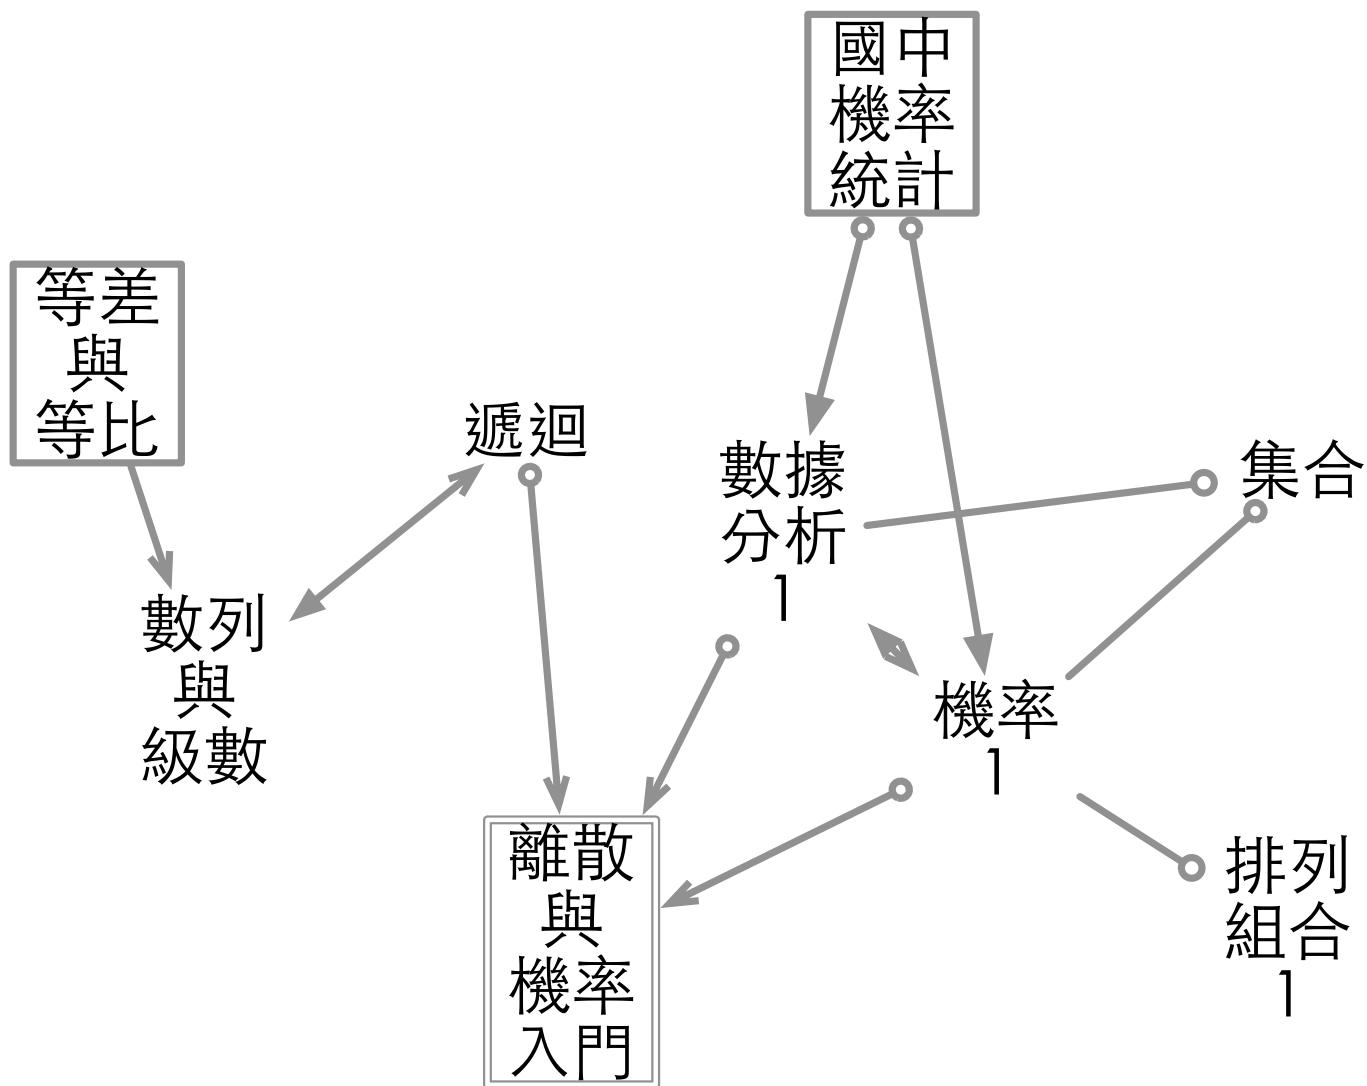 國中
機率
統計
等差
與
等比
遞迴
數據
分析
1
集合
數列
與
級數
機率
1
離散
與
機率
入門
排列
組合
1